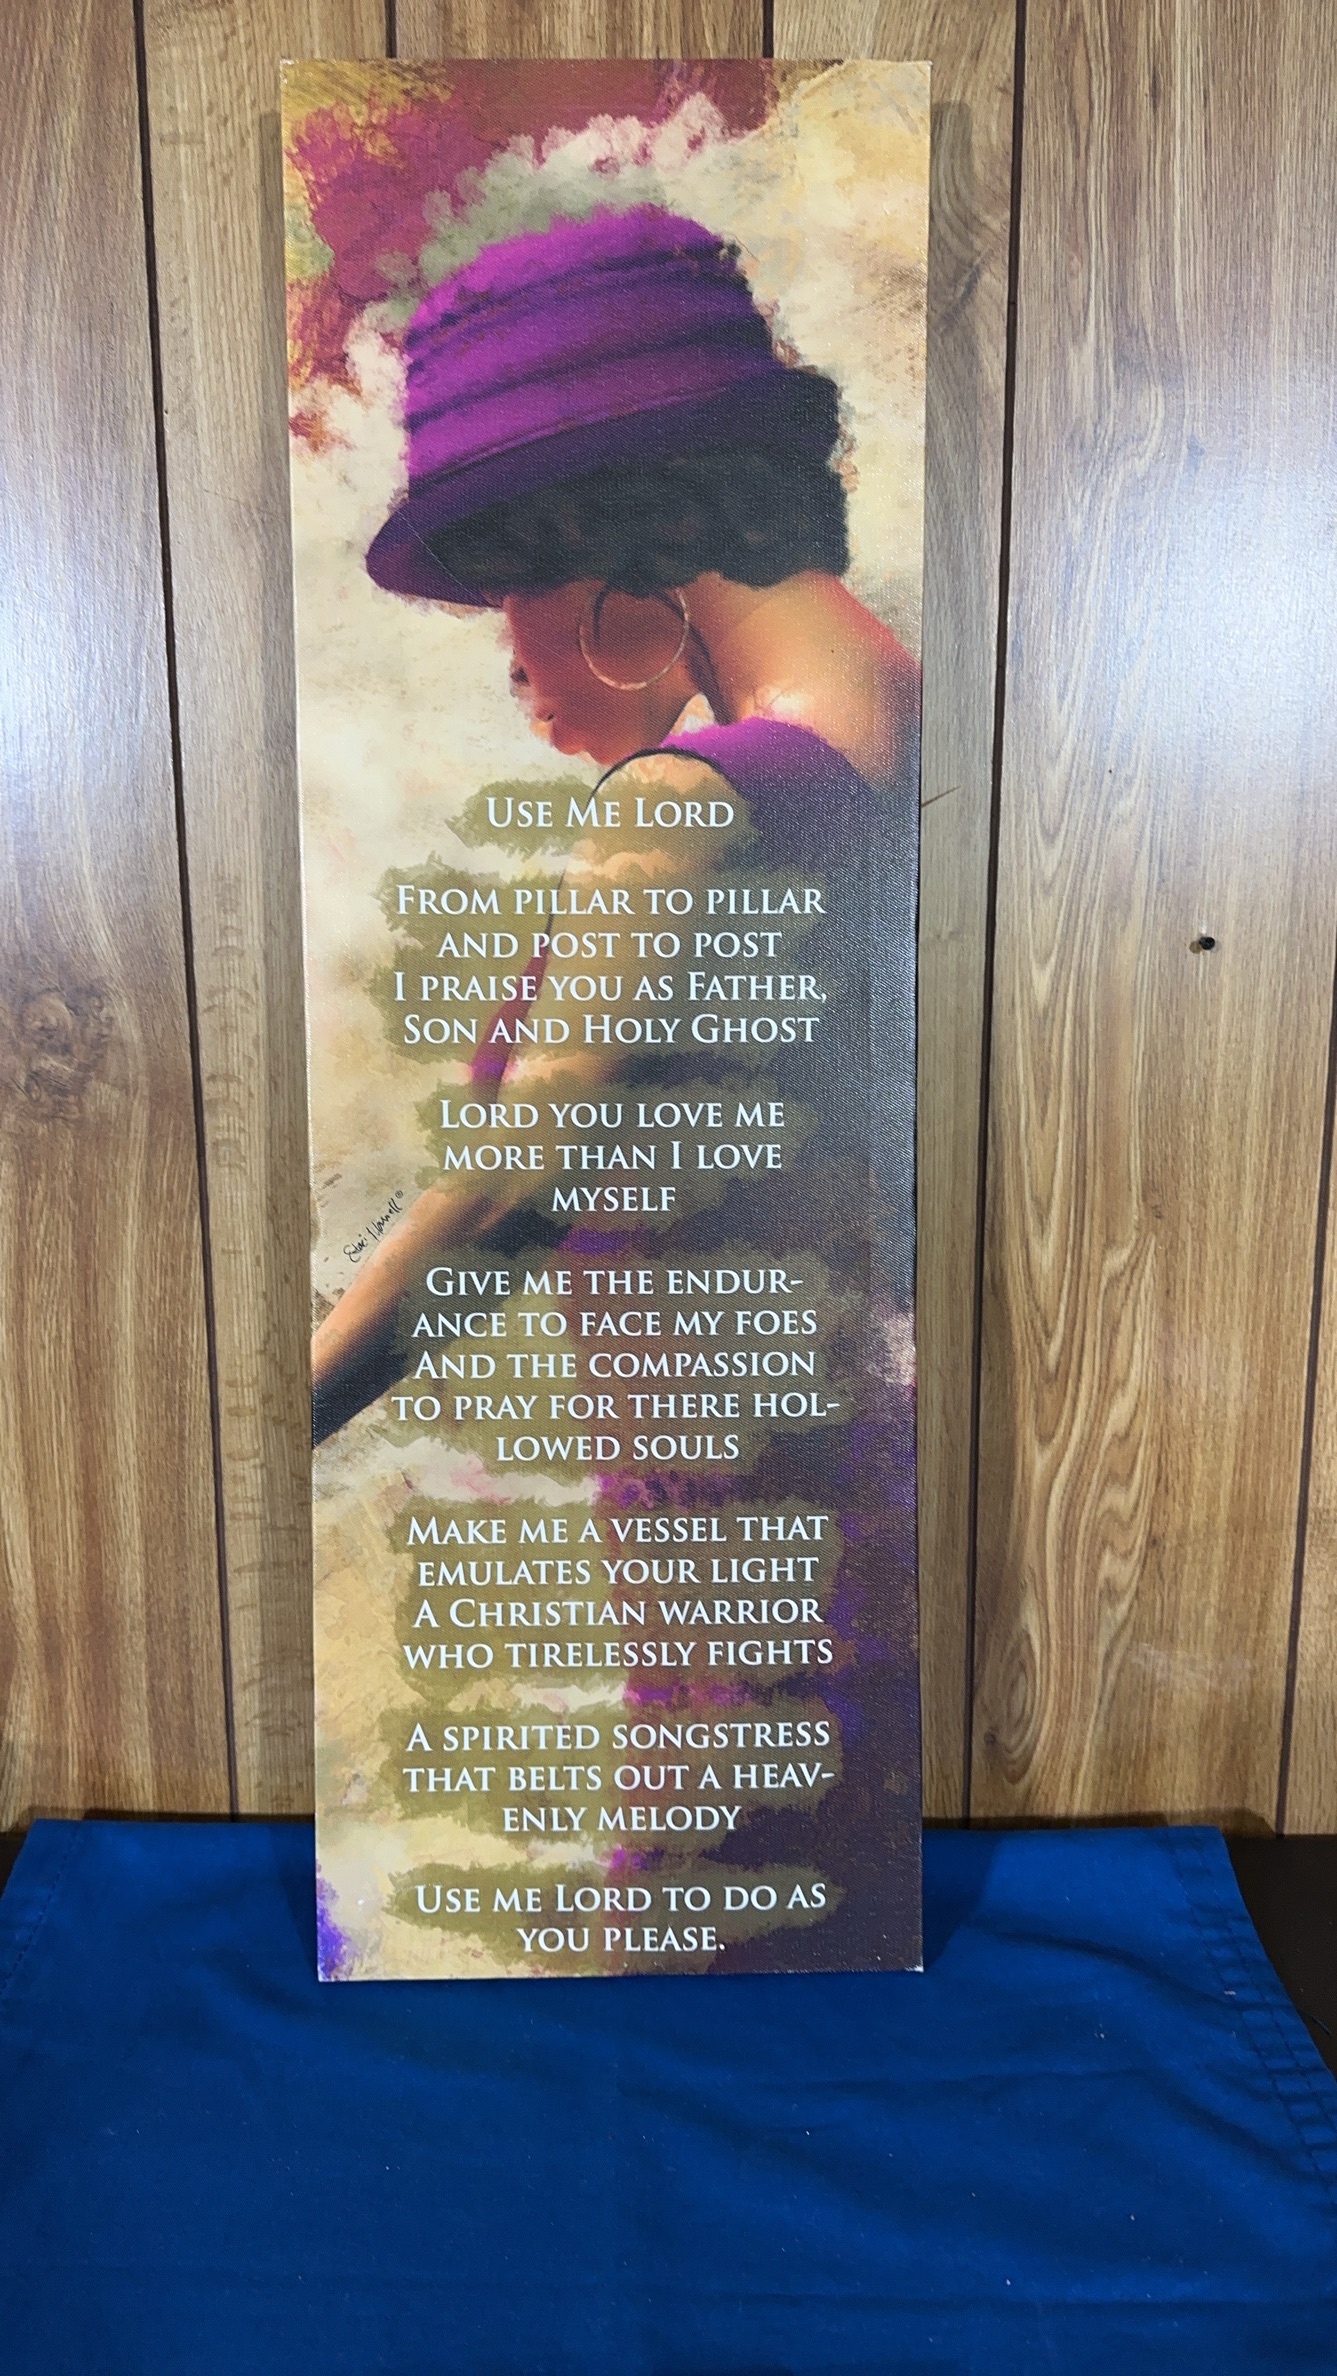 Use Me Lord
From pillar to pillar
and post to post
I praise you as Father,
Son and Holy Ghost
Lord you love me
more than I love
myself
Give me the endur-
ance to face my foes
And the compassion
to pray for there hol-
lowed souls
Make me a vessel that
emulates your light
A Christian warrior
who tirelessly fights
A spirited songstress
that belts out a heav-
enly melody
Use me Lord to do as
you please.